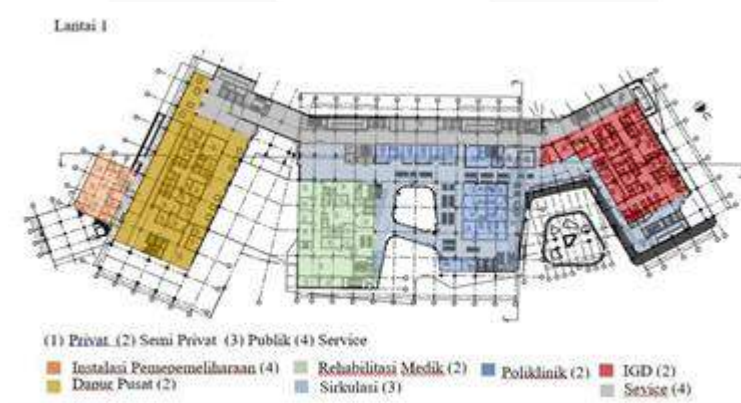 Lantai 1
(1) Privat (2) Semi Privat (3) Publik (4) Service
Instalasi Pemepemeliharaan (4)
Rehabilitasi Medik (2)
Poliklinik (2)
IGD (2)
Dapur Pusat (2)
Sirkulasi (3)
Sevice (4)